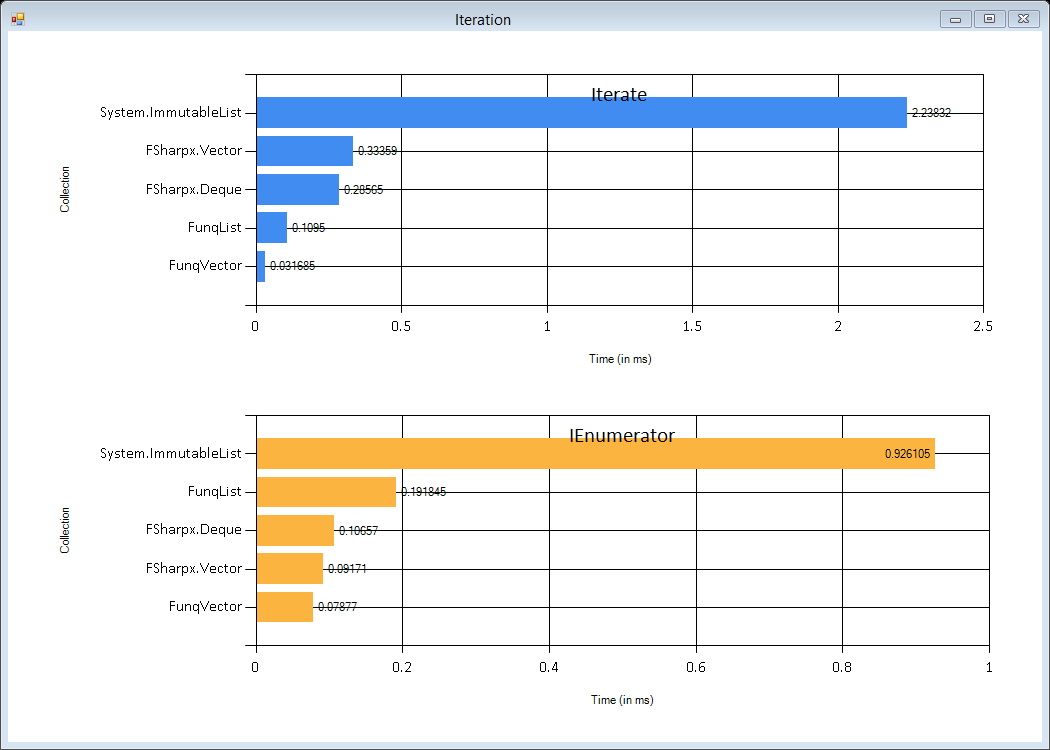 Iteration
Iterate
System.ImmutableList 2.23832
FSharpx.Vector 0.33359
FSharpx.Deque 0.28565
FunqList 0.1095
FunqVector 0.031685
Collection
0 0.5 1 1.5 2 2.5
Time (in ms)
IEnumerator
System.ImmutableList 0.926105
FunqList 0.191845
FSharpx.Deque 0.10657
FSharpx.Vector 0.09171
FunqVector 0.07877
Collection
0 0.2 0.4 0.6 0.8 1
Time (in ms)